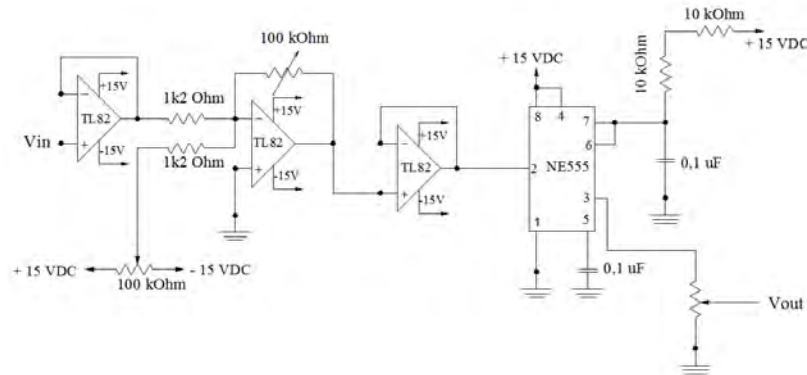 10 kOhm
+ 15 VDC
100 kOhm
+ 15 VDC
10 kOhm
+15V
1k2 Ohm
−
+15V
8
4
7
TL82
−
6
Vin
+
1k2 Ohm
TL82
−
+15V
0,1 uF
-15V
+
TL82
2
NE555
-15V
+
3
-15V
1
5
+ 15 VDC
- 15 VDC
0,1 uF
100 kOhm
Vout